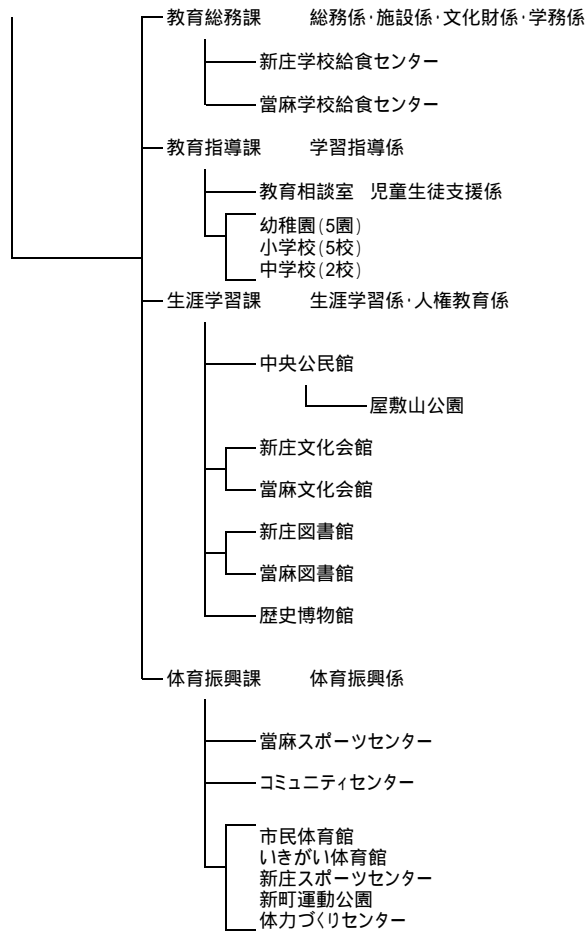 教育総務課 総務係･施設係･文化財係･学務係
新庄学校給食センター
當麻学校給食センター
教育指導課 学習指導係
教育相談室 児童生徒支援係
幼稚園(5園)
小学校(5校)
中学校(2校)
生涯学習課 生涯学習係･人権教育係
中央公民館
屋敷山公園
新庄文化会館
當麻文化会館
新庄図書館
當麻図書館
歴史博物館
体育振興課 体育振興係
當麻スポーツセンター
コミュニティセンター
市民体育館
いきがい体育館
新庄スポーツセンター
新町運動公園
体力づくりセンター